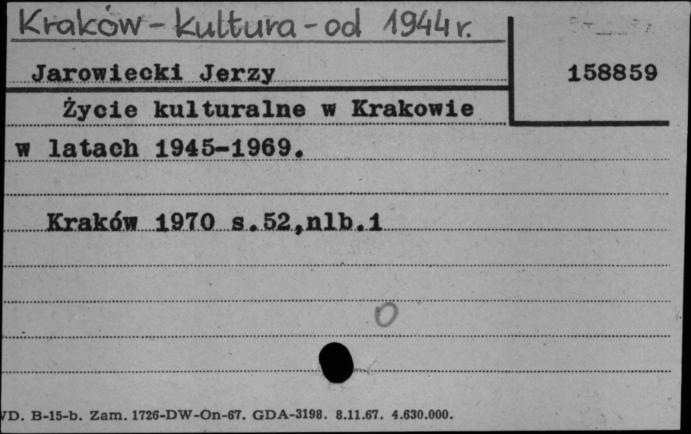 Kraków - kultura - od 1944 r.
Jarowiecki Jerzy
158859
Życie kulturalne w Krakowie
w latach 1945-1969.
Kraków 1970 s.52,nlb.1
O
VD. B-15-b. Zam. 1726-DW-On-67. GDA-3198. 8.11.67. 4.630.000.